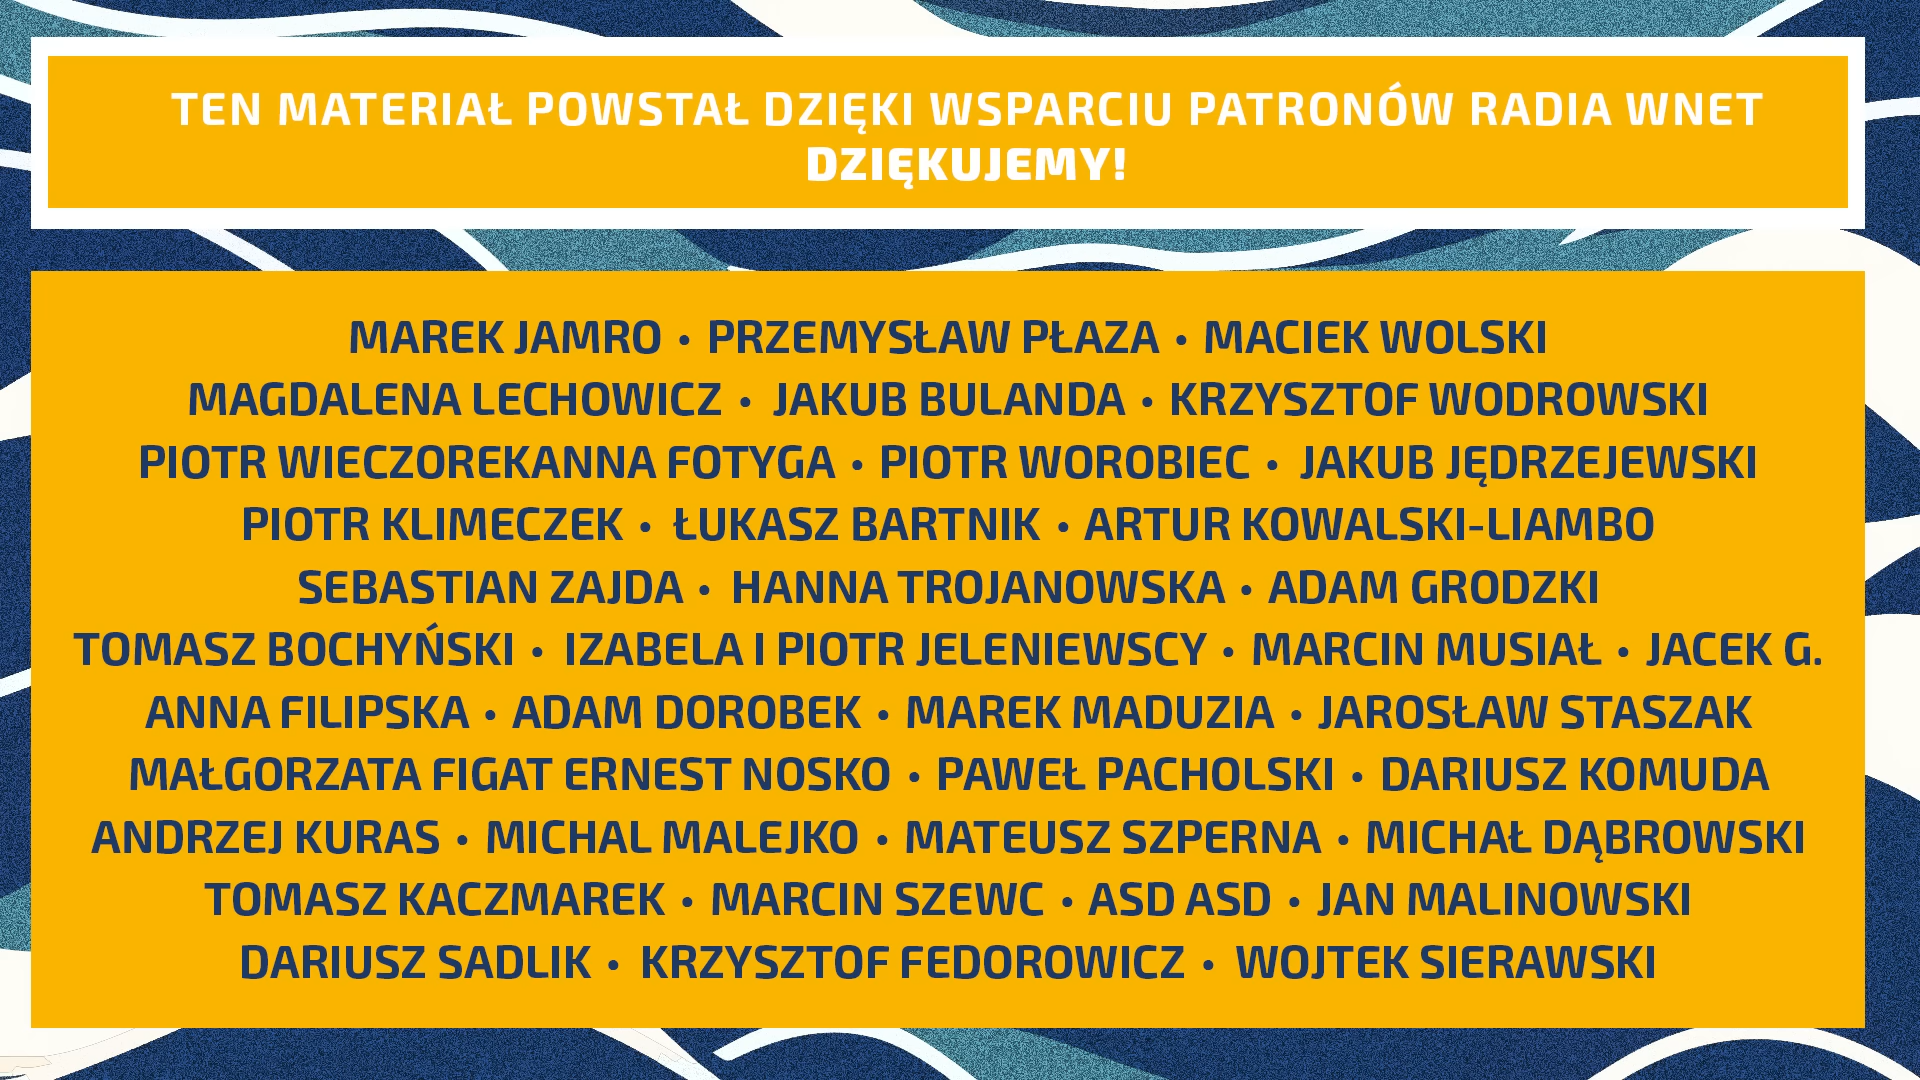 TEN MATERIAŁ POWSTAŁ DZIĘKI WSPARCIU PATRONÓW RADIA WNET
DZIĘKUJEMY!
MAREK JAMRO • PRZEMYSŁAW PŁAZA • MACIEK WOLSKI
MAGDALENA LECHOWICZ • JAKUB BULANDA • KRZYSZTOF WODROWSKI
PIOTR WIECZOREKANNA FOTYGA • PIOTR WOROBIEC • JAKUB JĘDRZEJEWSKI
PIOTR KLIMECZEK • ŁUKASZ BARTNIK • ARTUR KOWALSKI-LIAMBO
SEBASTIAN ZAJDA • HANNA TROJANOWSKA • ADAM GRODZKI
TOMASZ BOCHYŃSKI • IZABELA I PIOTR JELENIEWSCY • MARCIN MUSIAŁ • JACEK G.
ANNA FILIPSKA • ADAM DOROBEK • MAREK MADUZIA • JAROSŁAW STASZAK
MAŁGORZATA FIGAT ERNEST NOSKO • PAWEŁ PACHOLSKI • DARIUSZ KOMUDA
ANDRZEJ KURAS • MICHAL MALEJKO • MATEUSZ SZPERNA • MICHAŁ DĄBROWSKI
TOMASZ KACZMAREK • MARCIN SZEWC • ASD ASD • JAN MALINOWSKI
DARIUSZ SADLIK • KRZYSZTOF FEDOROWICZ • WOJTEK SIERAWSKI